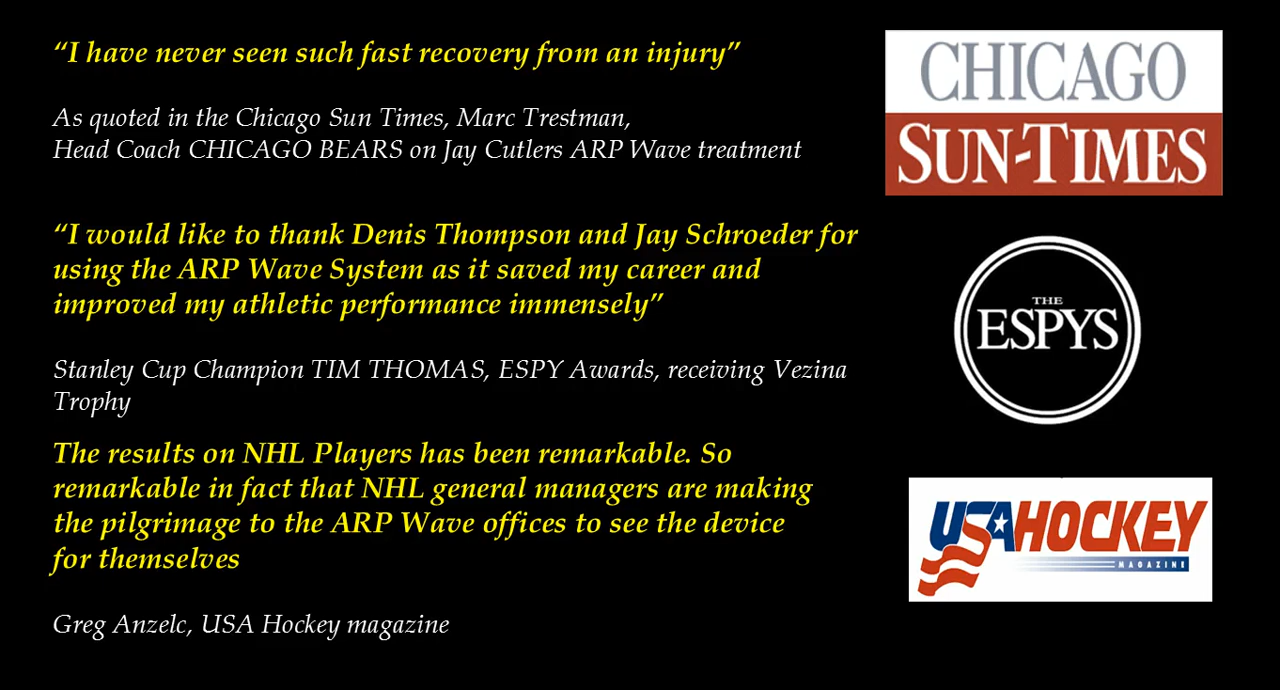 “I have never seen such fast recovery from an injury”
As quoted in the Chicago Sun Times, Marc Trestman,
Head Coach CHICAGO BEARS on Jay Cutlers ARP Wave treatment
CHICAGO
SUN-TIMES
“I would like to thank Denis Thompson and Jay Schroeder for
using the ARP Wave System as it saved my career and
improved my athletic performance immensely”
THE
ESPYS
Stanley Cup Champion TIM THOMAS, ESPY Awards, receiving Vezina
Trophy
The results on NHL Players has been remarkable. So
remarkable in fact that NHL general managers are making
the pilgrimage to the ARP Wave offices to see the device
for themselves
USA HOCKEY
MAGAZINE
Greg Anzelc, USA Hockey magazine